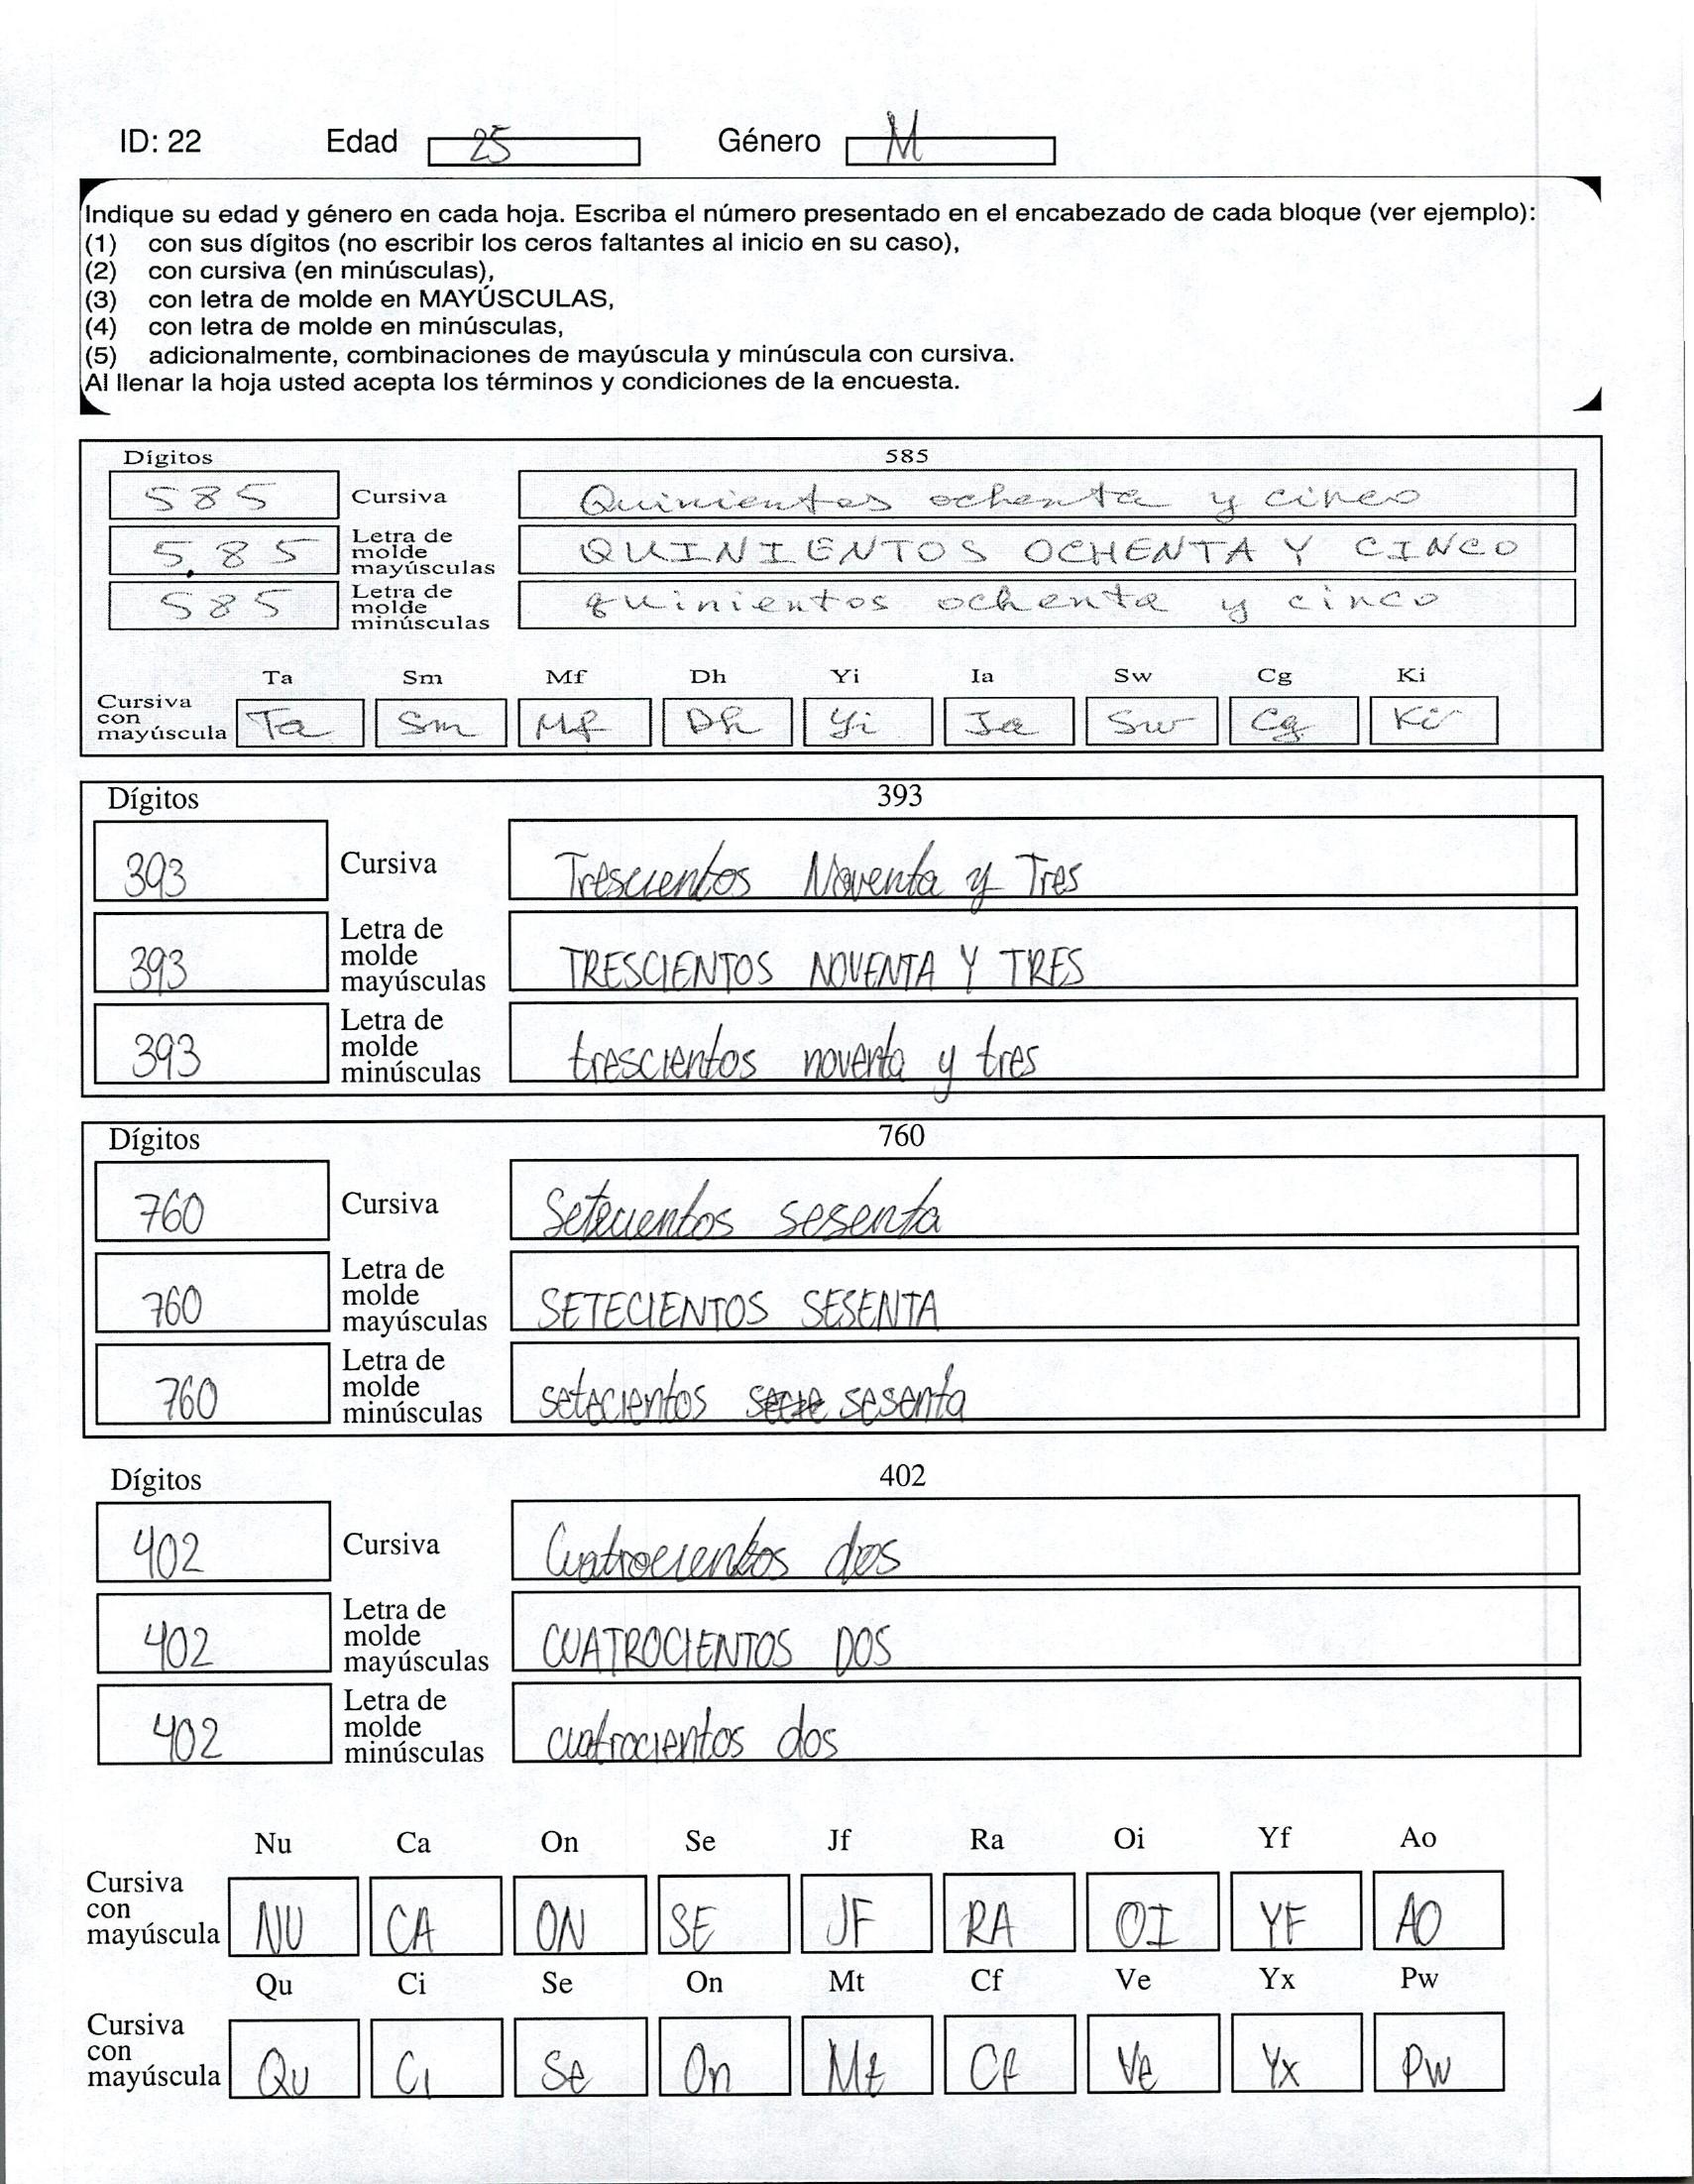 ID: 22 Edad 25 Género M
Indique su edad y género en cada hoja. Escriba el número presentado en el encabezado de cada bloque (ver ejemplo):
(1) con sus dígitos (no escribir los ceros faltantes al inicio en su caso),
(2) con cursiva (en minúsculas),
(3) con letra de molde en MAYÚSCULAS,
(4) con letra de molde en minúsculas,
(5) adicionalmente, combinaciones de mayúscula y minúscula con cursiva.
Al llenar la hoja usted acepta los términos y condiciones de la encuesta.
Dígitos 585
585 Cursiva Quinientos ochenta y cinco
5,85 Letra de molde mayúsculas QUINIENTOS OCHENTA Y CINCO
585 Letra de molde minúsculas quinientos ochenta y cinco
Ta Sm Mf Dh Yi Ia Sw Cg Ki
Cursiva con mayúscula Ta Sm Mf Dh Yi Ia Sw Cg Ki
Dígitos 393
393 Cursiva Trescientos Noventa y Tres
393 Letra de molde mayúsculas TRESCIENTOS NOVENTA Y TRES
393 Letra de molde minúsculas trescientos noventa y tres
Dígitos 760
760 Cursiva Setecientos sesenta
760 Letra de molde mayúsculas SETECIENTOS SESENTA
760 Letra de molde minúsculas setecientos sesenta
Dígitos 402
402 Cursiva Cuatrocientos dos
402 Letra de molde mayúsculas CUATROCIENTOS DOS
402 Letra de molde minúsculas cuatrocientos dos
Nu Ca On Se Jf Ra Oi Yf Ao
Cursiva con mayúscula NU CA ON SE JF RA OI YF AO
Qu Ci Se On Mt Cf Ve Yx Pw
Cursiva con mayúscula Qu Ci Se On Mt Cf Ve Yx Pw